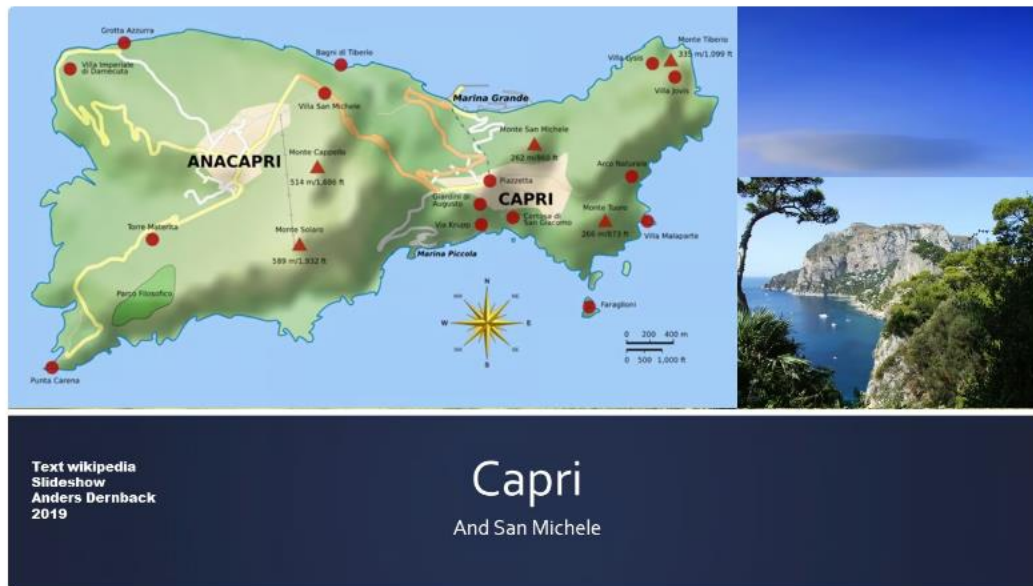 Grotta Azzurra
Villa Imperiale
di Damecuta
Bagni di Tiberio
Villa San Michele
Marina Grande
Villa Lysis
Monte Tiberio
335 m/1,099 ft
Villa Jovis
ANACAPRI
Monte Cappello
514 m/1,686 ft
Monte San Michele
262 m/860 ft
Arco Naturale
Piazzetta
CAPRI
Giardini di
Augusto
Certosa di
San Giacomo
Via Krupp
Monte Tuoro
266 m/873 ft
Villa Malaparte
Torre Materita
Monte Solaro
589 m/1,932 ft
Marina Piccola
Parco Filosofico
Faraglioni
N
W
E
S
0 200 400 m
0 500 1,000 ft
Punta Carena
Text wikipedia
Slideshow
Anders Dernback
2019
Capri
And San Michele